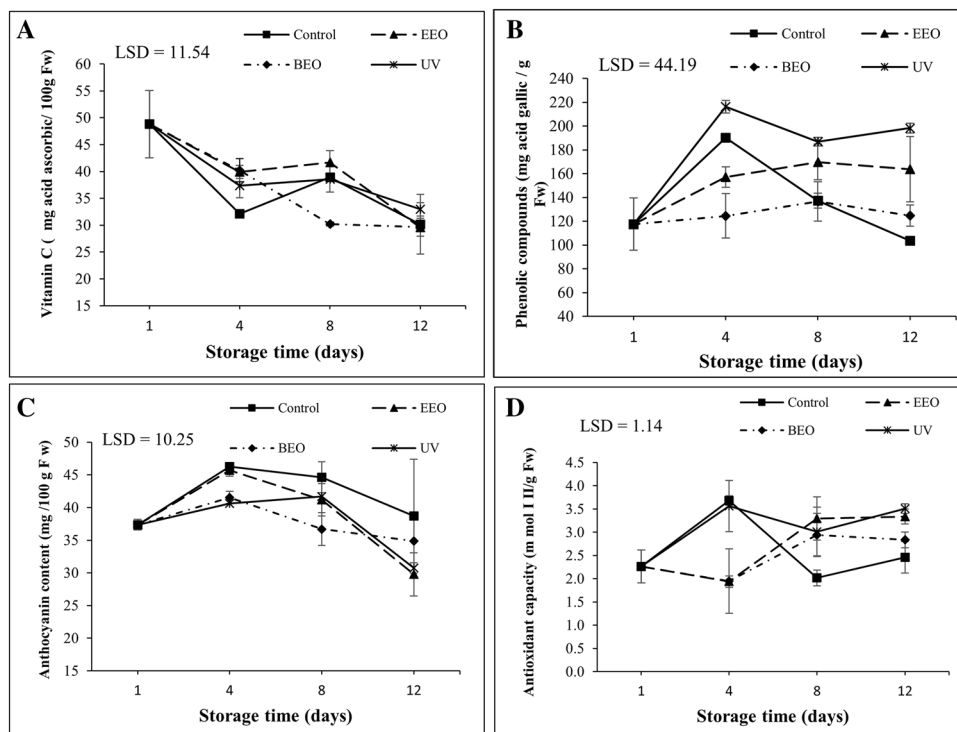 A
LSD = 11.54
Control
EEO
BEO
UV
Vitamin C ( mg acid ascorbic/ 100g Fw)
60
55
50
45
40
35
30
25
20
15
1 4 8 12
Storage time (days)
B
LSD = 44.19
Control
EEO
BEO
UV
Phenolic compounds (mg acid gallic / g
Fw)
240
220
200
180
160
140
120
100
80
60
40
1 4 8 12
Storage time (days)
C
LSD = 10.25
Control
EEO
BEO
UV
Anthocyanin content (mg /100 g F w)
50
45
40
35
30
25
20
15
1 4 8 12
Storage time (days)
D
LSD = 1.14
Control
EEO
BEO
UV
Antioxidant capacity (m mol I II/g Fw)
4.5
4.0
3.5
3.0
2.5
2.0
1.5
1.0
0.5
0.0
1 4 8 12
Storage time (days)